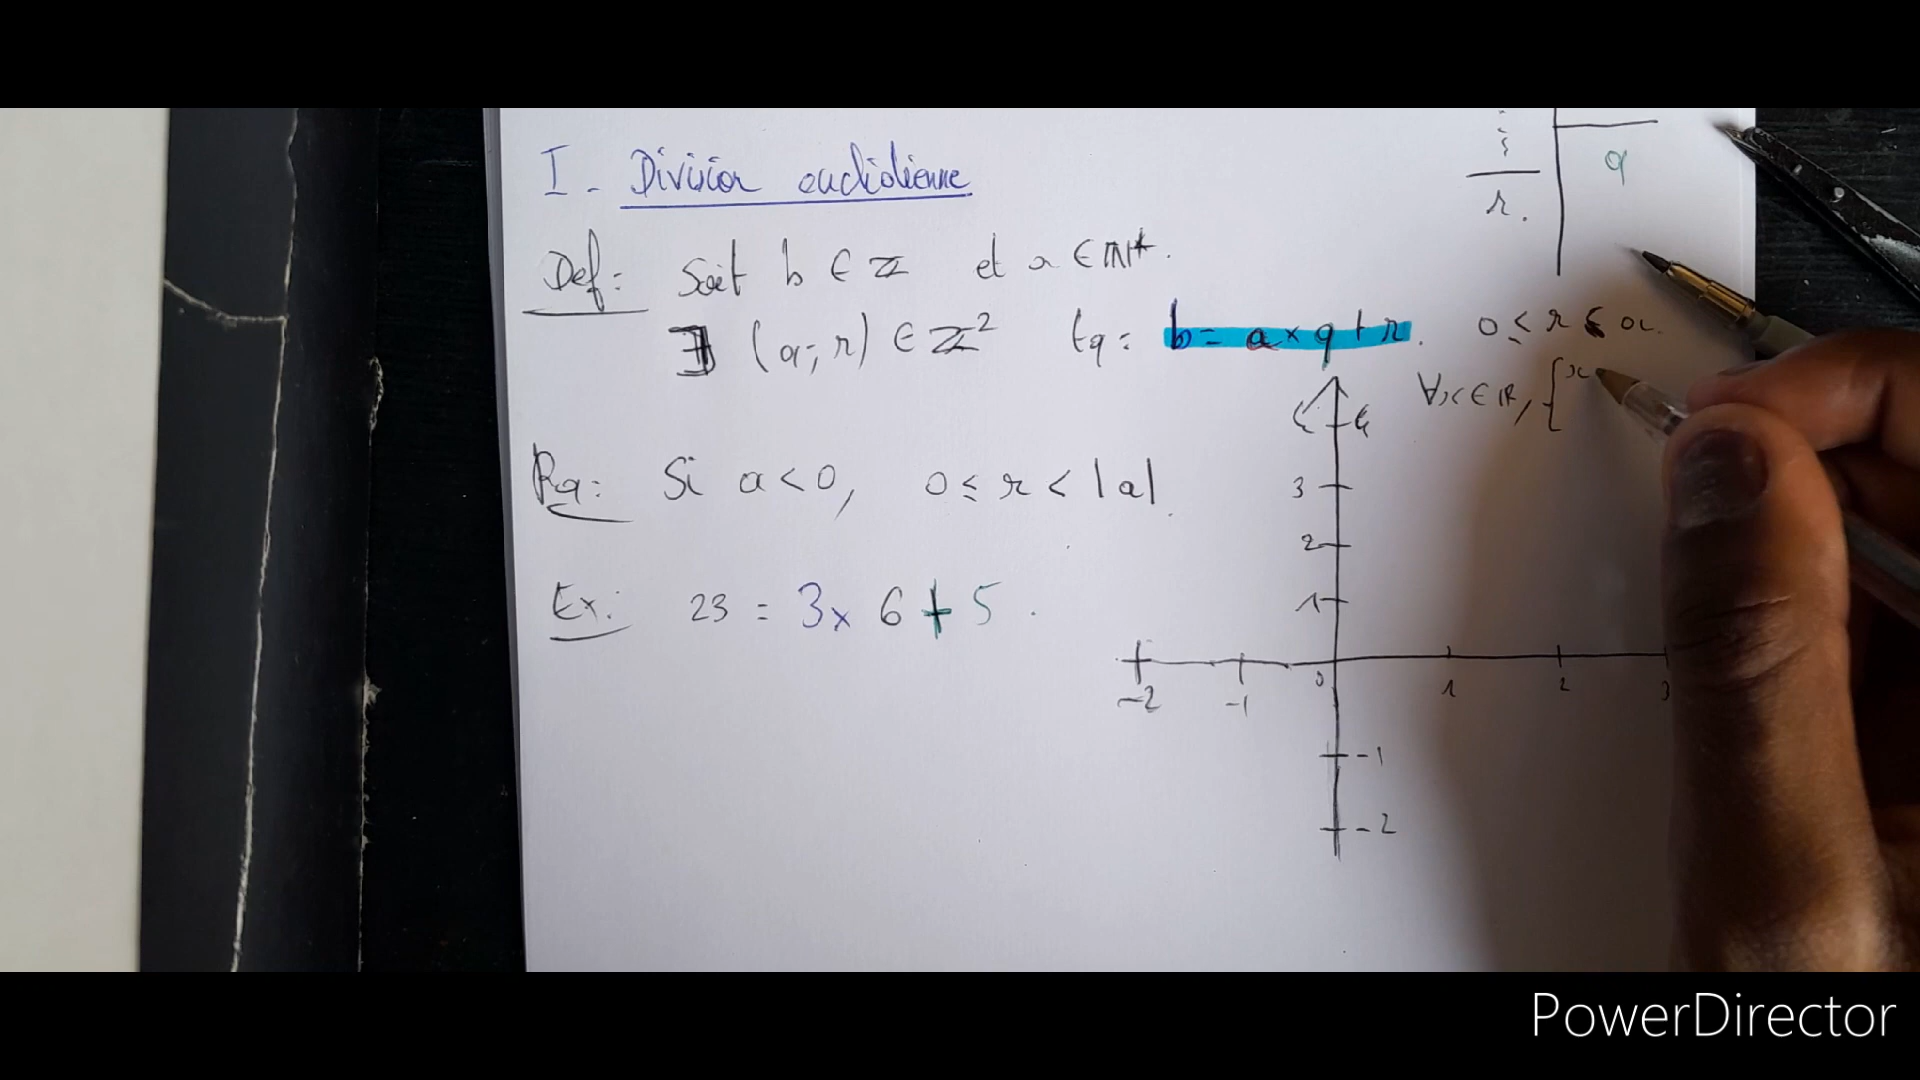 I - Division euclidienne
q
r.
Def: Soit b ∈ ℤ et a ∈ ℕ*.
∃ (q; r) ∈ ℤ² tq: b = a × q + r. 0 ≤ r < a.
∀x ∈ ℝ, { x
4
Rq: Si a < 0, 0 ≤ r < |a|.
3
2
Ex: 23 = 3 × 6 + 5.
1
-2 -1 0 1 2 3
-1
-2
PowerDirector